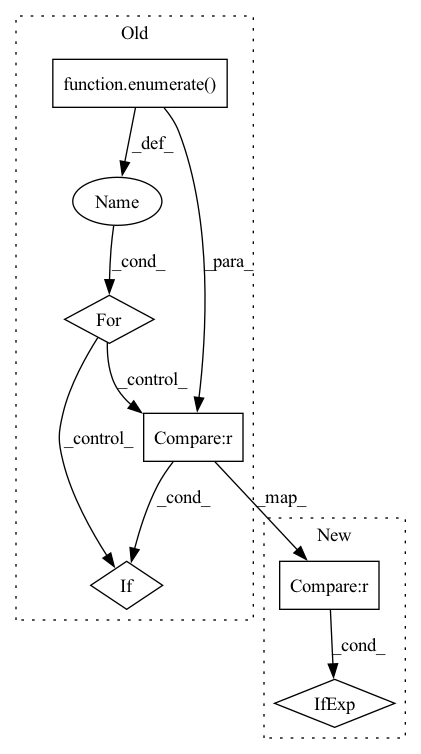 Old
function.enumerate()
_def_
Name
_cond_
_para_
For
_control_
_control_
Compare:r
_cond_
_map_
New
If
Compare:r
_cond_
IfExp